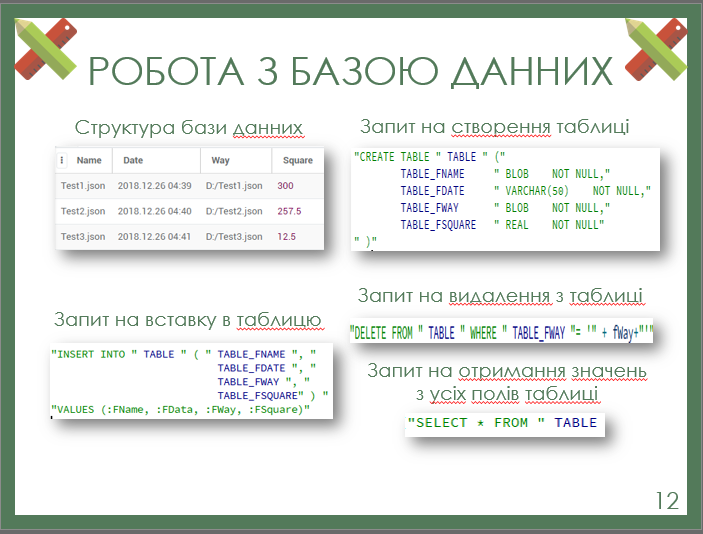 РОБОТА З БАЗОЮ ДАННИХ
Структура бази данних
Name Date Way Square
Test1.json 2018.12.26 04:39 D:/Test1.json 300
Test2.json 2018.12.26 04:40 D:/Test2.json 257.5
Test3.json 2018.12.26 04:41 D:/Test3.json 12.5
Запит на створення таблиці
"CREATE TABLE " TABLE " ("
TABLE_FNAME " BLOB NOT NULL,"
TABLE_FDATE " VARCHAR(50) NOT NULL,"
TABLE_FWAY " BLOB NOT NULL,"
TABLE_FSQUARE " REAL NOT NULL"
" )"
Запит на вставку в таблицю
"INSERT INTO " TABLE " ( " TABLE_FNAME ", "
TABLE_FDATE ", "
TABLE_FWAY ", "
TABLE_FSQUARE" ) "
"VALUES (:FName, :FData, :FWay, :FSquare)"
Запит на видалення з таблиці
"DELETE FROM " TABLE " WHERE " TABLE_FWAY "= '" + fWay+"'"
Запит на отримання значень
з усіх полів таблиці
"SELECT * FROM " TABLE
12